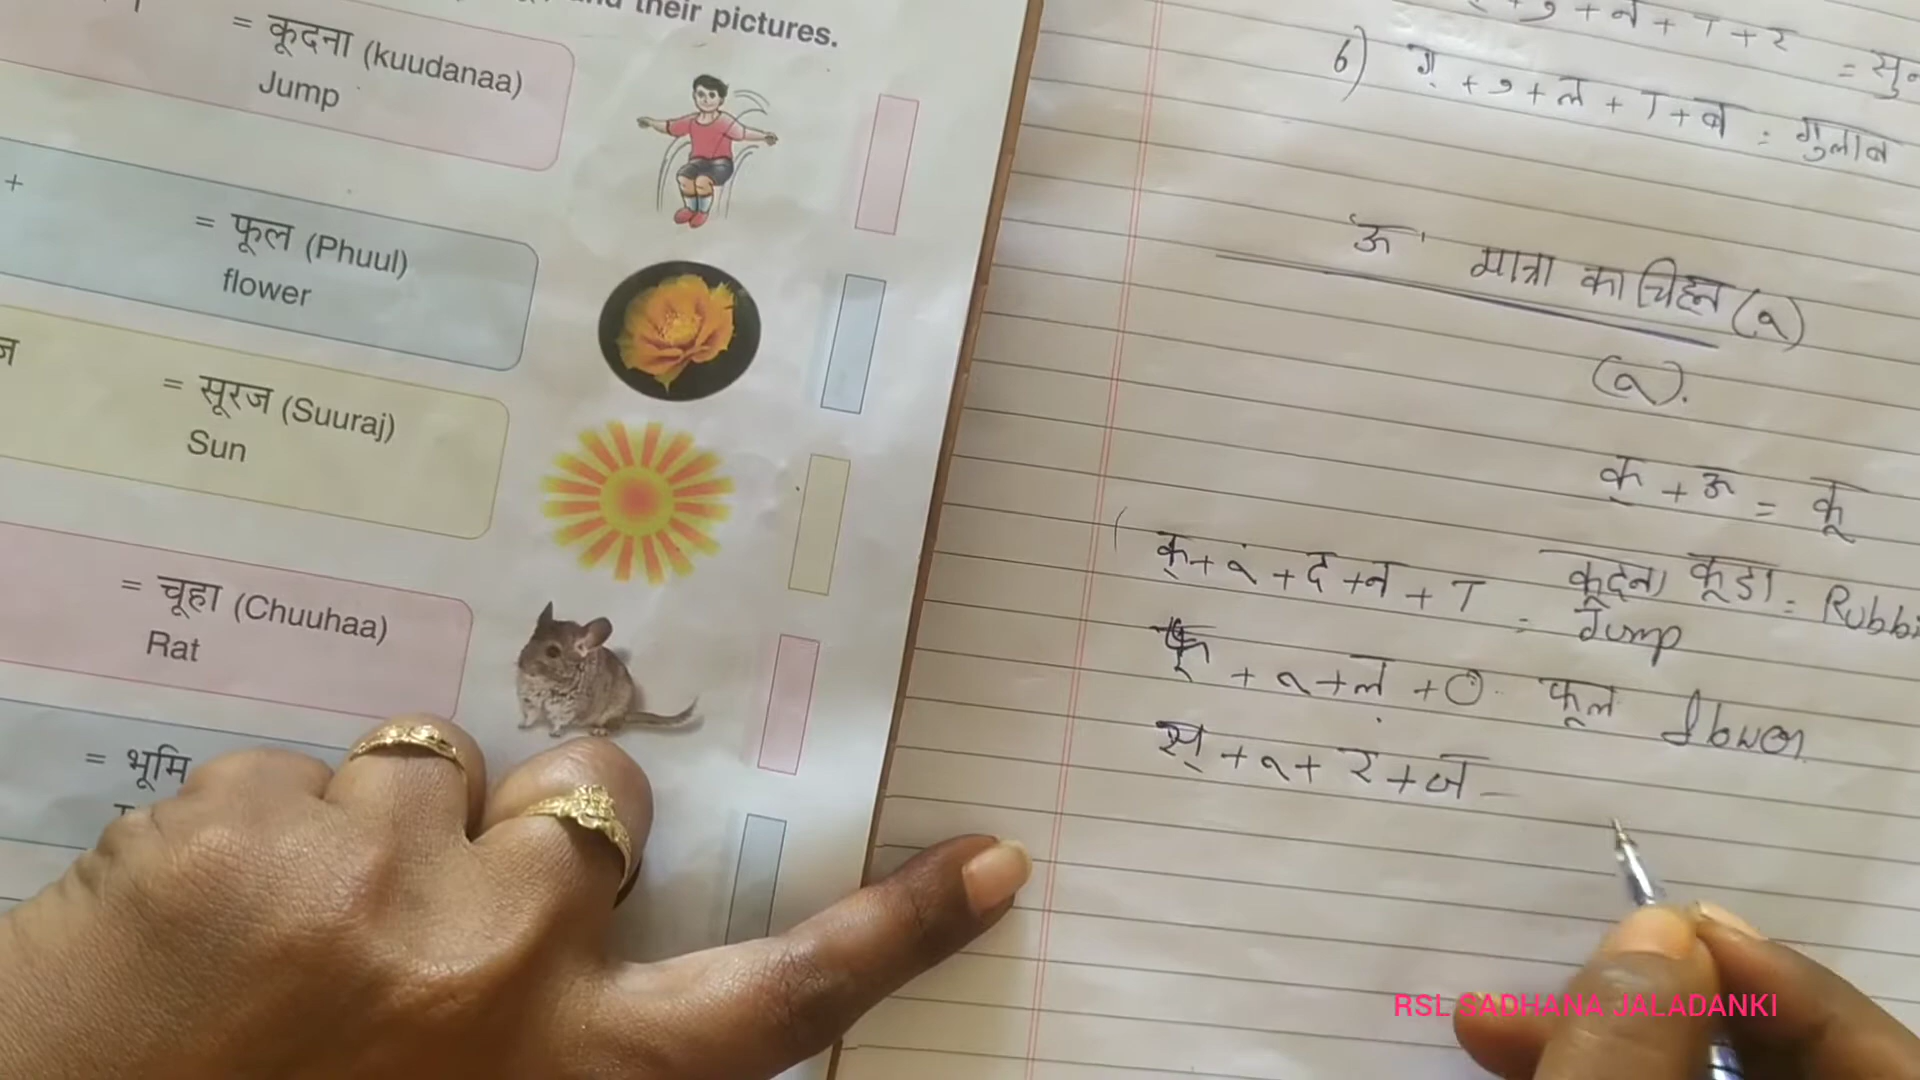 their pictures.
= कूदना (kuudanaa)
Jump
+
= फूल (Phuul)
flower
ज
= सूरज (Suuraj)
Sun
= चूहा (Chuuhaa)
Rat
= भूमि
+ न + ा + र = सु
6) ग् + ु + ल + ा + ब = गुलाब
'ऊ' मात्रा का चिह्न (ू)
(ू).
क् + ऊ = कू
क् + ू + द + न + ा = कूदना कूडा = Rubbi
Jump
+ ू + ल + फूल flower
स् + ू + र + ज -
RSL SADHANA JALADANKI